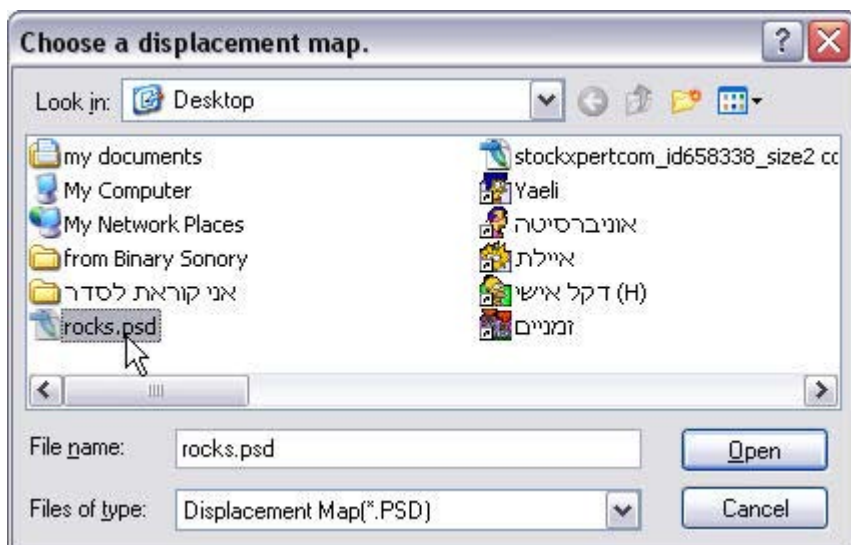 Choose a displacement map.
Look in: Desktop
my documents
My Computer
My Network Places
from Binary Sonory
אני קוראת לסדר
rocks.psd
stockxpertcom_id658338_size2 cc
Yaeli
אוניברסיטה
איילת
דקל אישי (H)
זמניים
File name: rocks.psd
Open
Files of type: Displacement Map(*.PSD)
Cancel